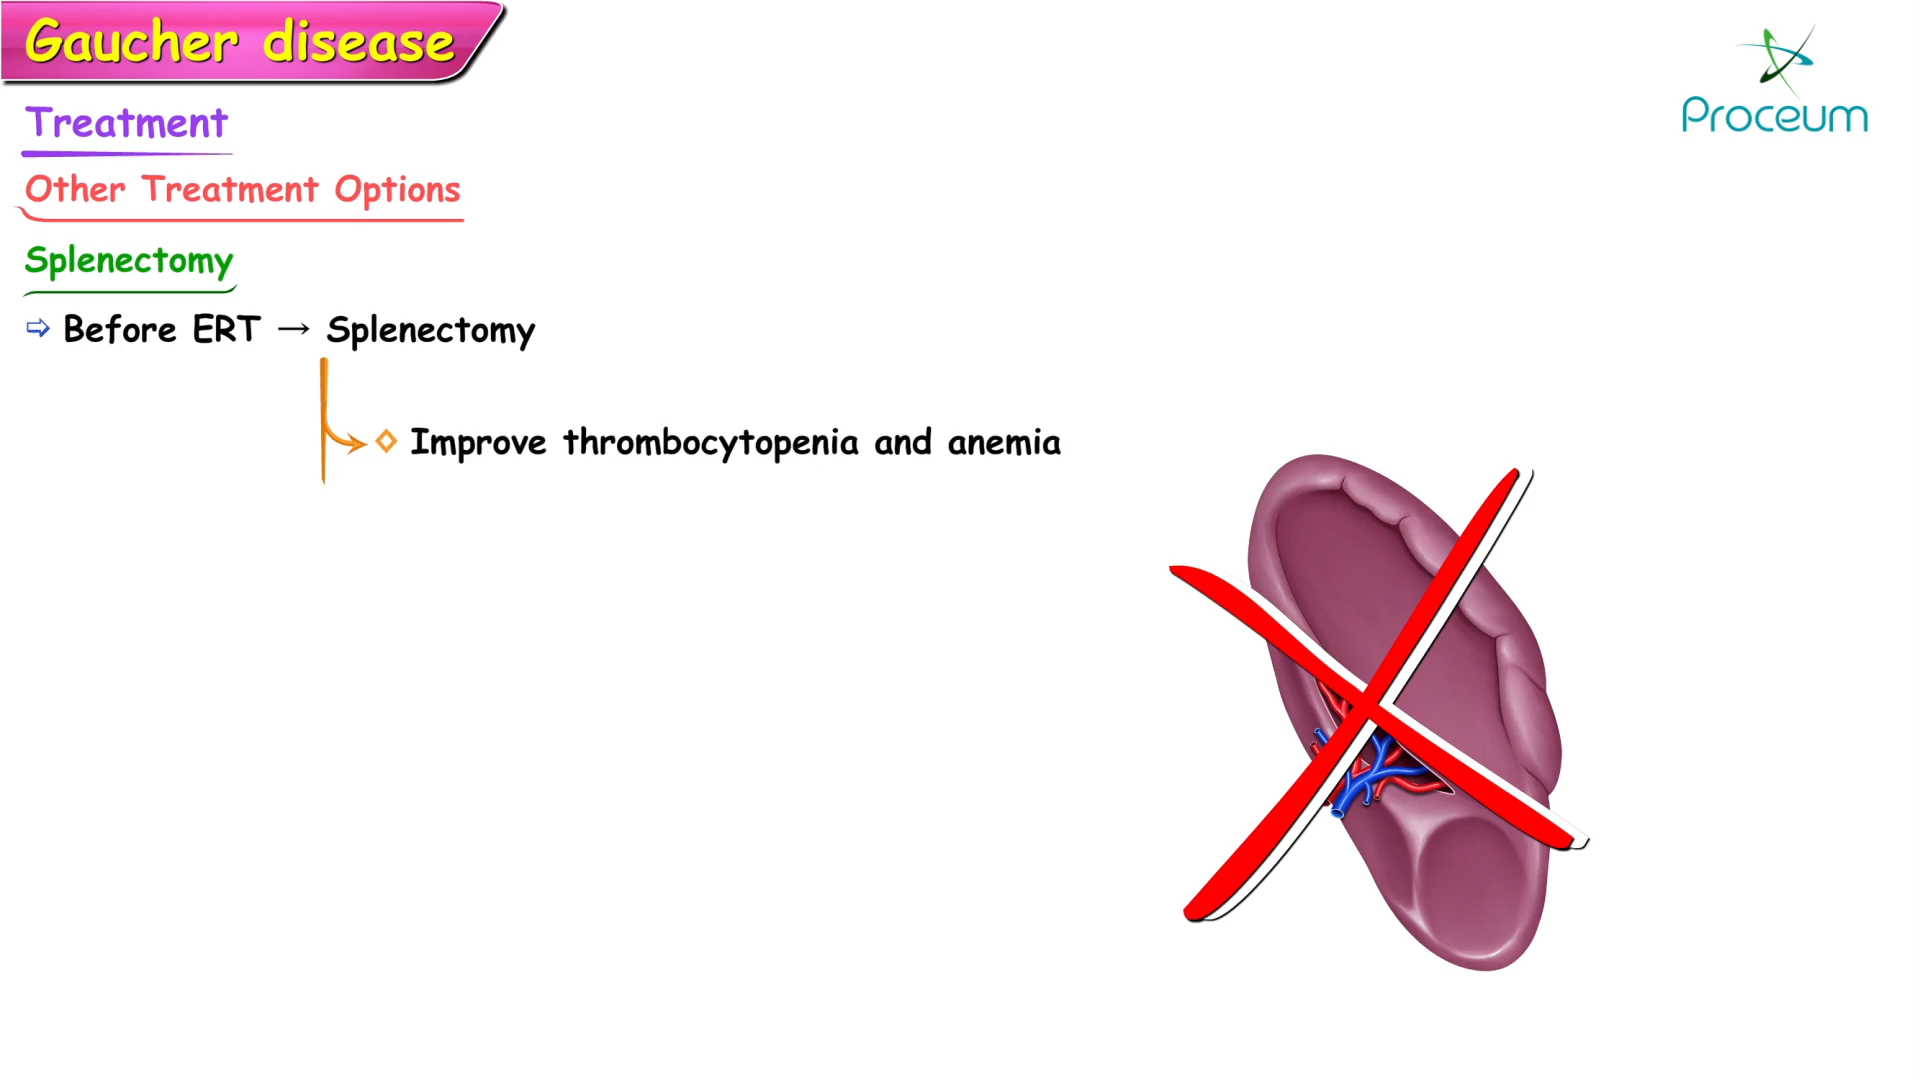 Gaucher disease
Proceum
Treatment
Other Treatment Options
Splenectomy
⇨ Before ERT → Splenectomy
◇ Improve thrombocytopenia and anemia